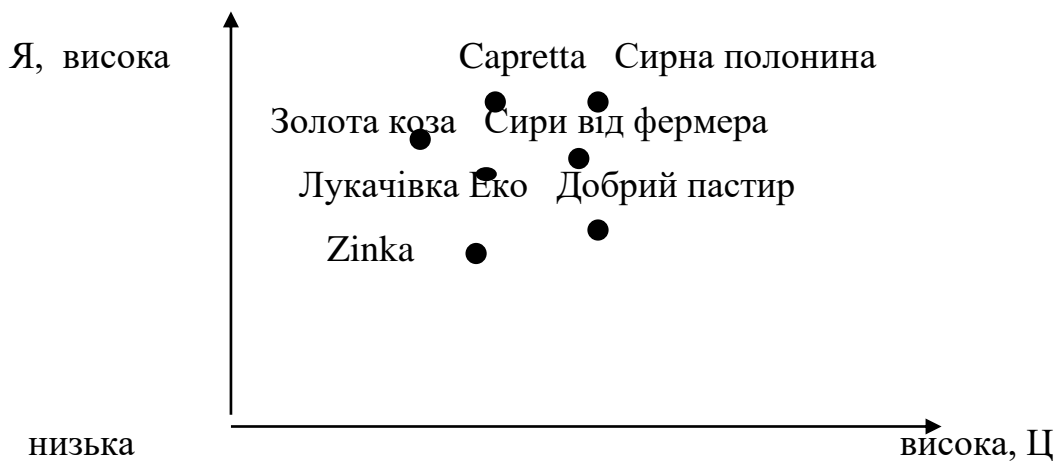 Я, висока Capretta Сирна полонина
Золота коза Сири від фермера
Лукачівка Еко Добрий пастир
Zinka
низька висока, Ц